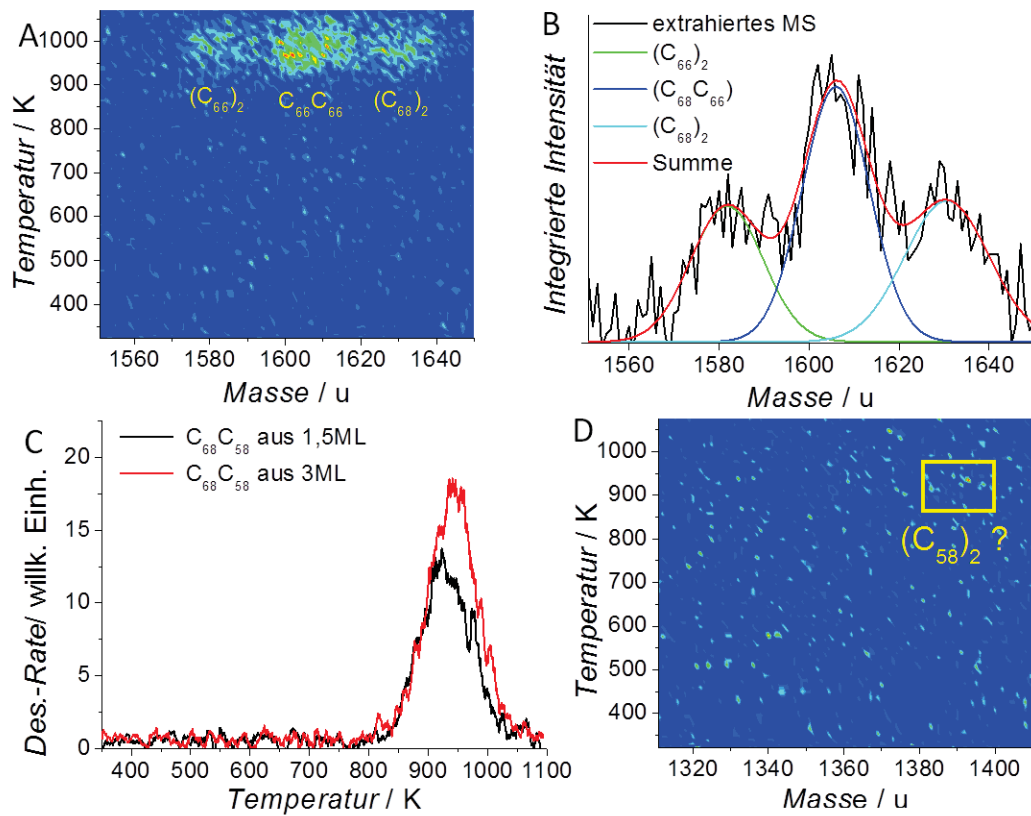 A
1000
900
800
700
600
500
400
Temperatur / K
(C₆₆)₂
C₆₆C₆₆
(C₆₈)₂
1560
1580
1600
1620
1640
Masse / u
B
extrahiertes MS
(C₆₆)₂
(C₆₈C₆₆)
(C₆₈)₂
Summe
Integrierte Intensität
1560
1580
1600
1620
1640
Masse / u
C
C₆₈C₅₈ aus 1,5ML
C₆₈C₅₈ aus 3ML
20
15
10
5
0
Des.-Rate/ willk. Einh.
400
500
600
700
800
900
1000
1100
Temperatur / K
D
1000
900
800
700
600
500
400
Temperatur / K
(C₅₈)₂ ?
1320
1340
1360
1380
1400
Masse / u